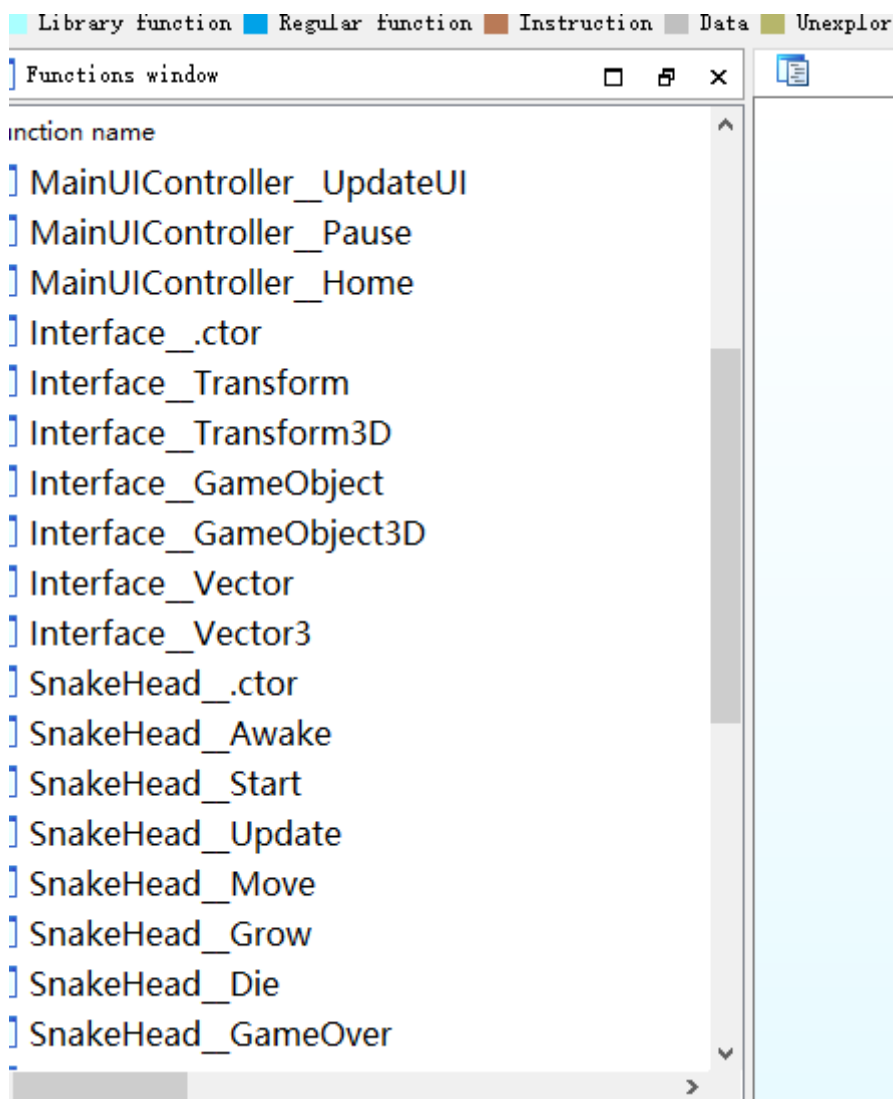 Library function Regular function Instruction Data Unexplor
Functions window
nction name
MainUIController__UpdateUI
MainUIController__Pause
MainUIController__Home
Interface__.ctor
Interface__Transform
Interface__Transform3D
Interface__GameObject
Interface__GameObject3D
Interface__Vector
Interface__Vector3
SnakeHead__.ctor
SnakeHead__Awake
SnakeHead__Start
SnakeHead__Update
SnakeHead__Move
SnakeHead__Grow
SnakeHead__Die
SnakeHead__GameOver